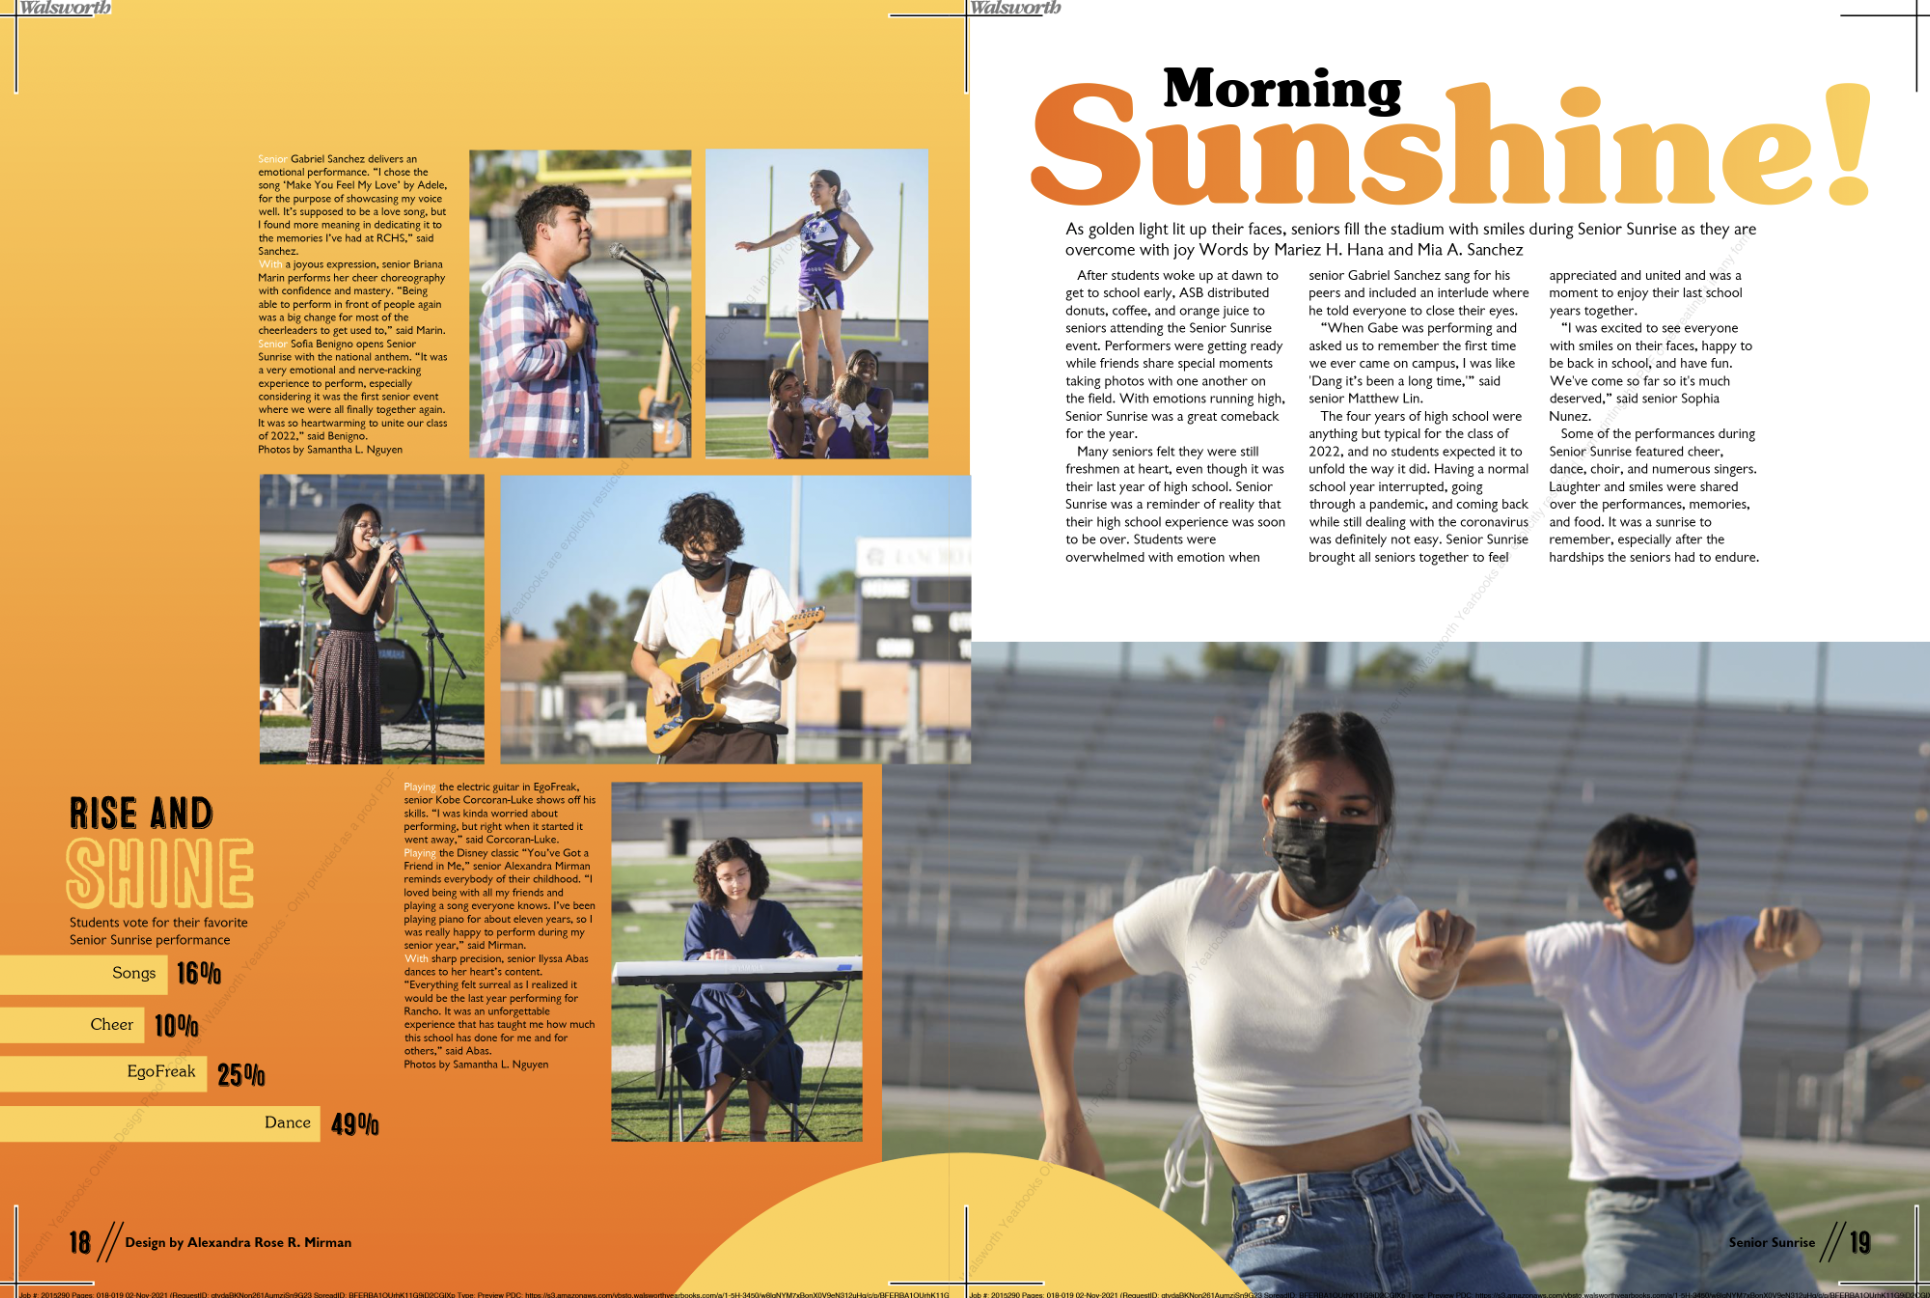 Walsworth
Walsworth
Senior Gabriel Sanchez delivers an
emotional performance. “I chose the
song ‘Make You Feel My Love’ by Adele,
for the purpose of showcasing my voice
well. It’s supposed to be a love song, but
I found more meaning in dedicating it to
the memories I’ve had at RCHS,” said
Sanchez.
With a joyous expression, senior Briana
Marin performs her cheer choreography
with confidence and mastery. “Being
able to perform in front of people again
was a big change for most of the
cheerleaders to get used to,” said Marin.
Senior Sofia Benigno opens Senior
Sunrise with the national anthem. “It was
a very emotional and nerve-racking
experience to perform, especially
considering it was the first senior event
where we were all finally together again.
It was so heartwarming to unite our class
of 2022,” said Benigno.
Photos by Samantha L. Nguyen
YAMAHA
Playing the electric guitar in EgoFreak,
senior Kobe Corcoran-Luke shows off his
skills. “I was kinda worried about
performing, but right when it started it
went away,” said Corcoran-Luke.
Playing the Disney classic “You’ve Got a
Friend in Me,” senior Alexandra Mirman
reminds everybody of their childhood. “I
loved being with all my friends and
playing a song everyone knows. I’ve been
playing piano for about eleven years, so I
was really happy to perform during my
senior year,” said Mirman.
With sharp precision, senior Ilyssa Abas
dances to her heart’s content.
“Everything felt surreal as I realized it
would be the last year performing for
Rancho. It was an unforgettable
experience that has taught me how much
this school has done for me and for
others,” said Abas.
Photos by Samantha L. Nguyen
RISE AND
SHINE
Students vote for their favorite
Senior Sunrise performance
Songs 16%
Cheer 10%
EgoFreak 25%
Dance 49%
18 // Design by Alexandra Rose R. Mirman
Morning
Sunshine!
As golden light lit up their faces, seniors fill the stadium with smiles during Senior Sunrise as they are
overcome with joy Words by Mariez H. Hana and Mia A. Sanchez
After students woke up at dawn to
get to school early, ASB distributed
donuts, coffee, and orange juice to
seniors attending the Senior Sunrise
event. Performers were getting ready
while friends share special moments
taking photos with one another on
the field. With emotions running high,
Senior Sunrise was a great comeback
for the year.
Many seniors felt they were still
freshmen at heart, even though it was
their last year of high school. Senior
Sunrise was a reminder of reality that
their high school experience was soon
to be over. Students were
overwhelmed with emotion when
senior Gabriel Sanchez sang for his
peers and included an interlude where
he told everyone to close their eyes.
“When Gabe was performing and
asked us to remember the first time
we ever came on campus, I was like
'Dang it’s been a long time,'” said
senior Matthew Lin.
The four years of high school were
anything but typical for the class of
2022, and no students expected it to
unfold the way it did. Having a normal
school year interrupted, going
through a pandemic, and coming back
while still dealing with the coronavirus
was definitely not easy. Senior Sunrise
brought all seniors together to feel
appreciated and united and was a
moment to enjoy their last school
years together.
“I was excited to see everyone
with smiles on their faces, happy to
be back in school, and have fun.
We've come so far so it's much
deserved,” said senior Sophia
Nunez.
Some of the performances during
Senior Sunrise featured cheer,
dance, choir, and numerous singers.
Laughter and smiles were shared
over the performances, memories,
and food. It was a sunrise to
remember, especially after the
hardships the seniors had to endure.
Senior Sunrise // 19